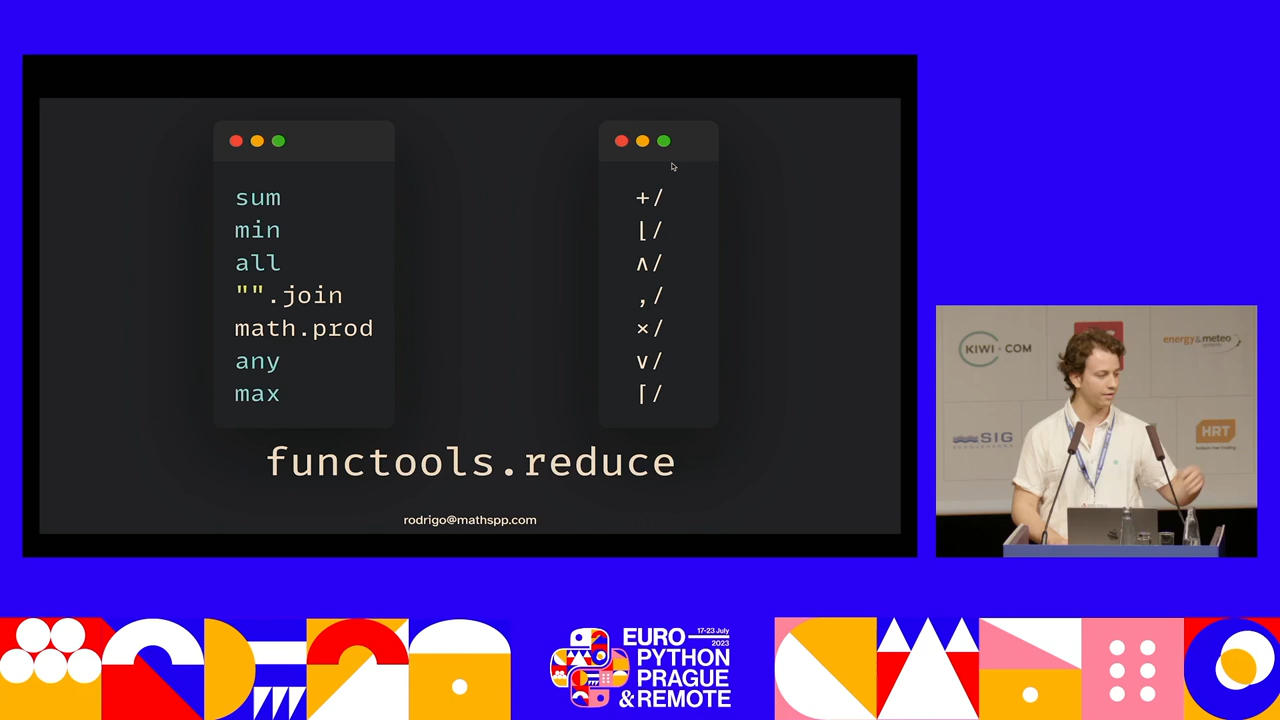 sum
min
all
"".join
math.prod
any
max
+/
⌊/
∧/
,/
×/
∨/
⌈/
functools.reduce
rodrigo@mathspp.com
KIWI.COM
energy & meteo
systems
SIG
HRT
EURO
17-23 July
2023
PYTHON
PRAGUE
& REMOTE